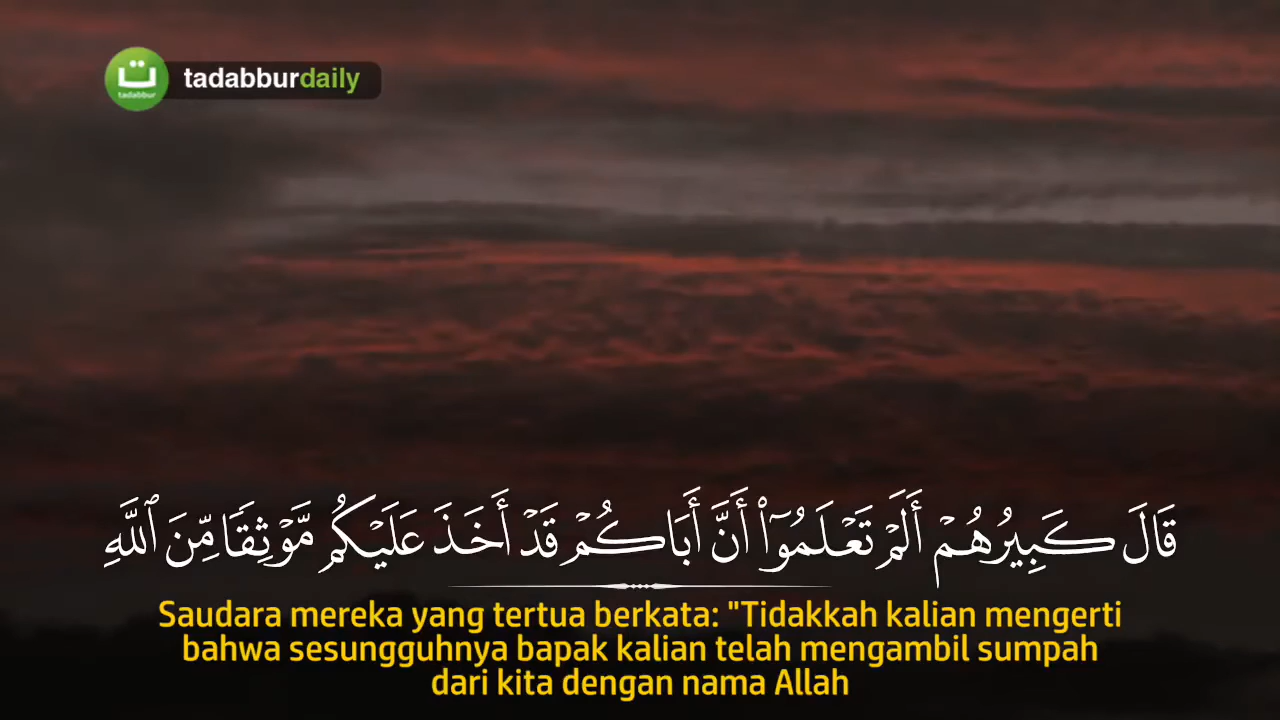 ت
tadabbur
tadabburdaily
قَالَ كَبِيرُهُمْ أَلَمْ تَعْلَمُوٓا۟ أَنَّ أَبَاكُمْ قَدْ أَخَذَ عَلَيْكُم مَّوْثِقًا مِّنَ ٱللَّهِ
Saudara mereka yang tertua berkata: "Tidakkah kalian mengerti
bahwa sesungguhnya bapak kalian telah mengambil sumpah
dari kita dengan nama Allah